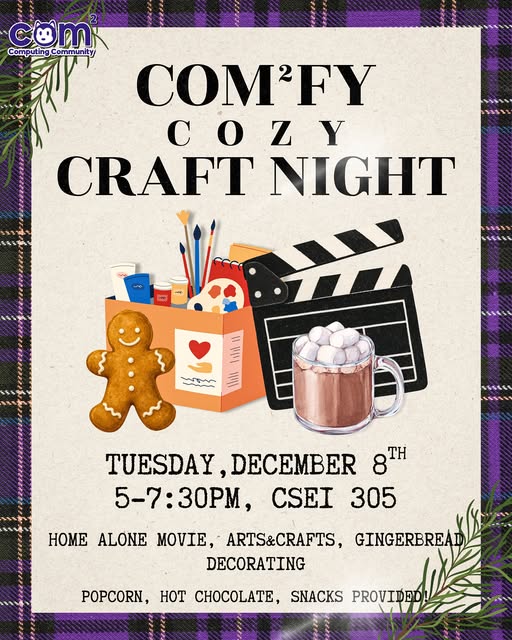 com²
Computing Community
COM²FY
COZY
CRAFT NIGHT
TUESDAY,DECEMBER 8TH
5-7:30PM, CSEI 305
HOME ALONE MOVIE, ARTS&CRAFTS, GINGERBREAD
DECORATING
POPCORN, HOT CHOCOLATE, SNACKS PROVIDED!